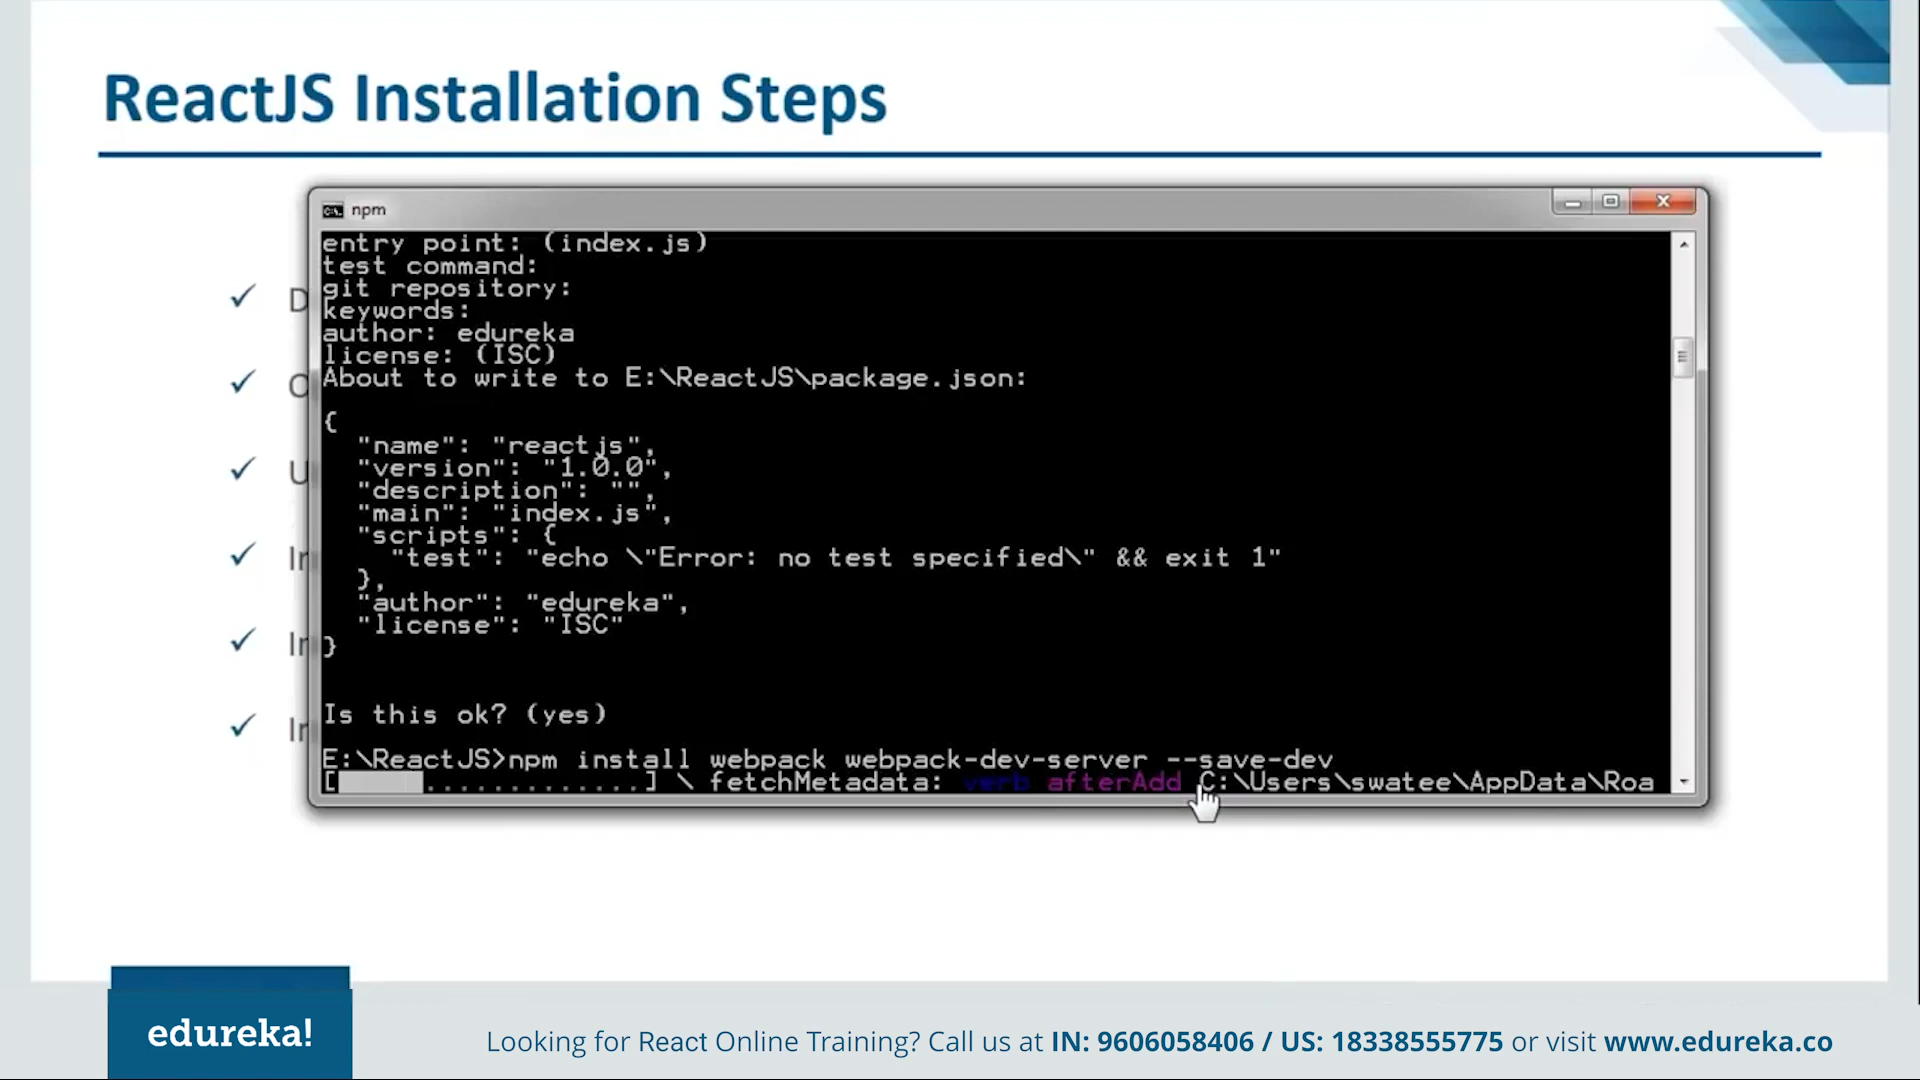 ReactJS Installation Steps
npm
entry point: (index.js)
test command:
git repository:
keywords:
author: edureka
license: (ISC)
About to write to E:\ReactJS\package.json:
{
"name": "reactjs",
"version": "1.0.0",
"description": "",
"main": "index.js",
"scripts": {
"test": "echo \"Error: no test specified\" && exit 1"
},
"author": "edureka",
"license": "ISC"
}
Is this ok? (yes)
E:\ReactJS>npm install webpack webpack-dev-server --save-dev
[ .............] \ fetchMetadata: verb afterAdd C:\Users\swatee\AppData\Roa
edureka!
Looking for React Online Training? Call us at IN: 9606058406 / US: 18338555775 or visit www.edureka.co